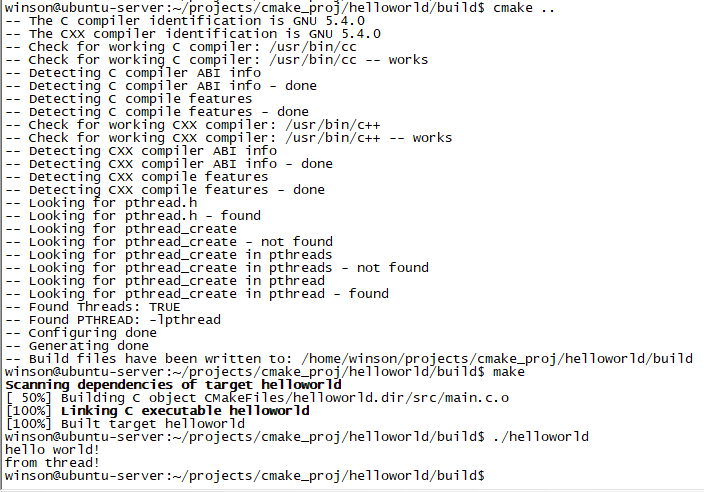 winson@ubuntu-server:~/projects/cmake_proj/helloworld/build$ cmake ..
-- The C compiler identification is GNU 5.4.0
-- The CXX compiler identification is GNU 5.4.0
-- Check for working C compiler: /usr/bin/cc
-- Check for working C compiler: /usr/bin/cc -- works
-- Detecting C compiler ABI info
-- Detecting C compiler ABI info - done
-- Detecting C compile features
-- Detecting C compile features - done
-- Check for working CXX compiler: /usr/bin/c++
-- Check for working CXX compiler: /usr/bin/c++ -- works
-- Detecting CXX compiler ABI info
-- Detecting CXX compiler ABI info - done
-- Detecting CXX compile features
-- Detecting CXX compile features - done
-- Looking for pthread.h
-- Looking for pthread.h - found
-- Looking for pthread_create
-- Looking for pthread_create - not found
-- Looking for pthread_create in pthreads
-- Looking for pthread_create in pthreads - not found
-- Looking for pthread_create in pthread
-- Looking for pthread_create in pthread - found
-- Found Threads: TRUE
-- Found PTHREAD: -lpthread
-- Configuring done
-- Generating done
-- Build files have been written to: /home/winson/projects/cmake_proj/helloworld/build
winson@ubuntu-server:~/projects/cmake_proj/helloworld/build$ make
Scanning dependencies of target helloworld
[ 50%] Building C object CMakeFiles/helloworld.dir/src/main.c.o
[100%] Linking C executable helloworld
[100%] Built target helloworld
winson@ubuntu-server:~/projects/cmake_proj/helloworld/build$ ./helloworld
hello world!
from thread!
winson@ubuntu-server:~/projects/cmake_proj/helloworld/build$